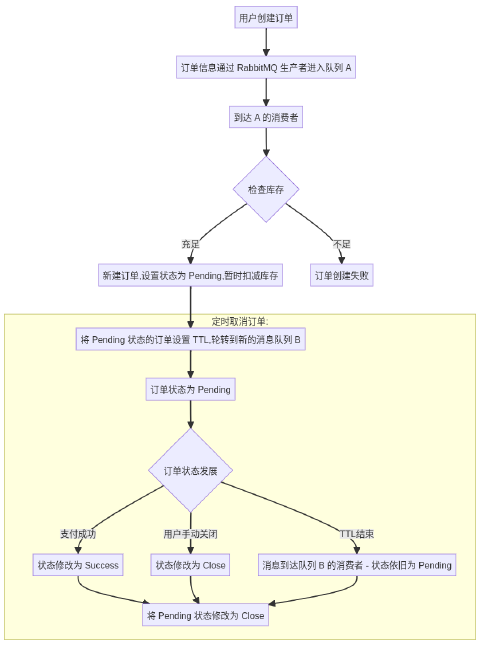 用户创建订单
订单信息通过 RabbitMQ 生产者进入队列 A
到达 A 的消费者
检查库存
充足
不足
新建订单,设置状态为 Pending,暂时扣减库存
订单创建失败
定时取消订单:
将 Pending 状态的订单设置 TTL,轮转到新的消息队列 B
订单状态为 Pending
订单状态发展
支付成功
用户手动关闭
TTL结束
状态修改为 Success
状态修改为 Close
消息到达队列 B 的消费者 - 状态依旧为 Pending
将 Pending 状态修改为 Close